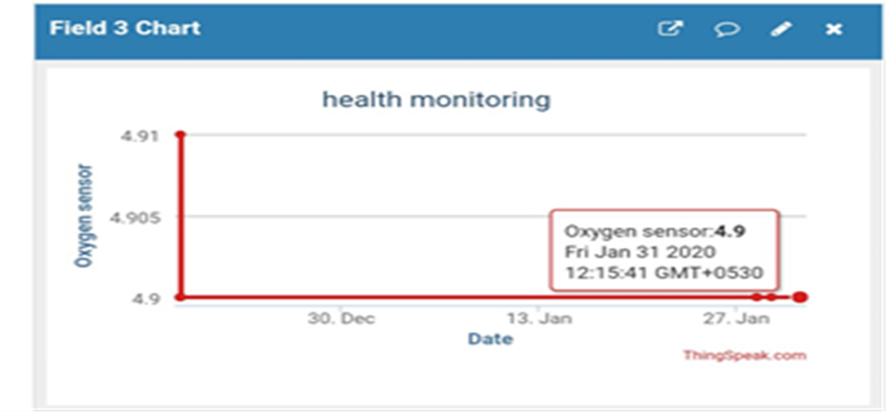 Field 3 Chart
health monitoring
Oxygen sensor
4.91
4.905
4.9
Oxygen sensor:4.9
Fri Jan 31 2020
12:15:41 GMT+0530
30. Dec
13. Jan
27. Jan
Date
ThingSpeak.com